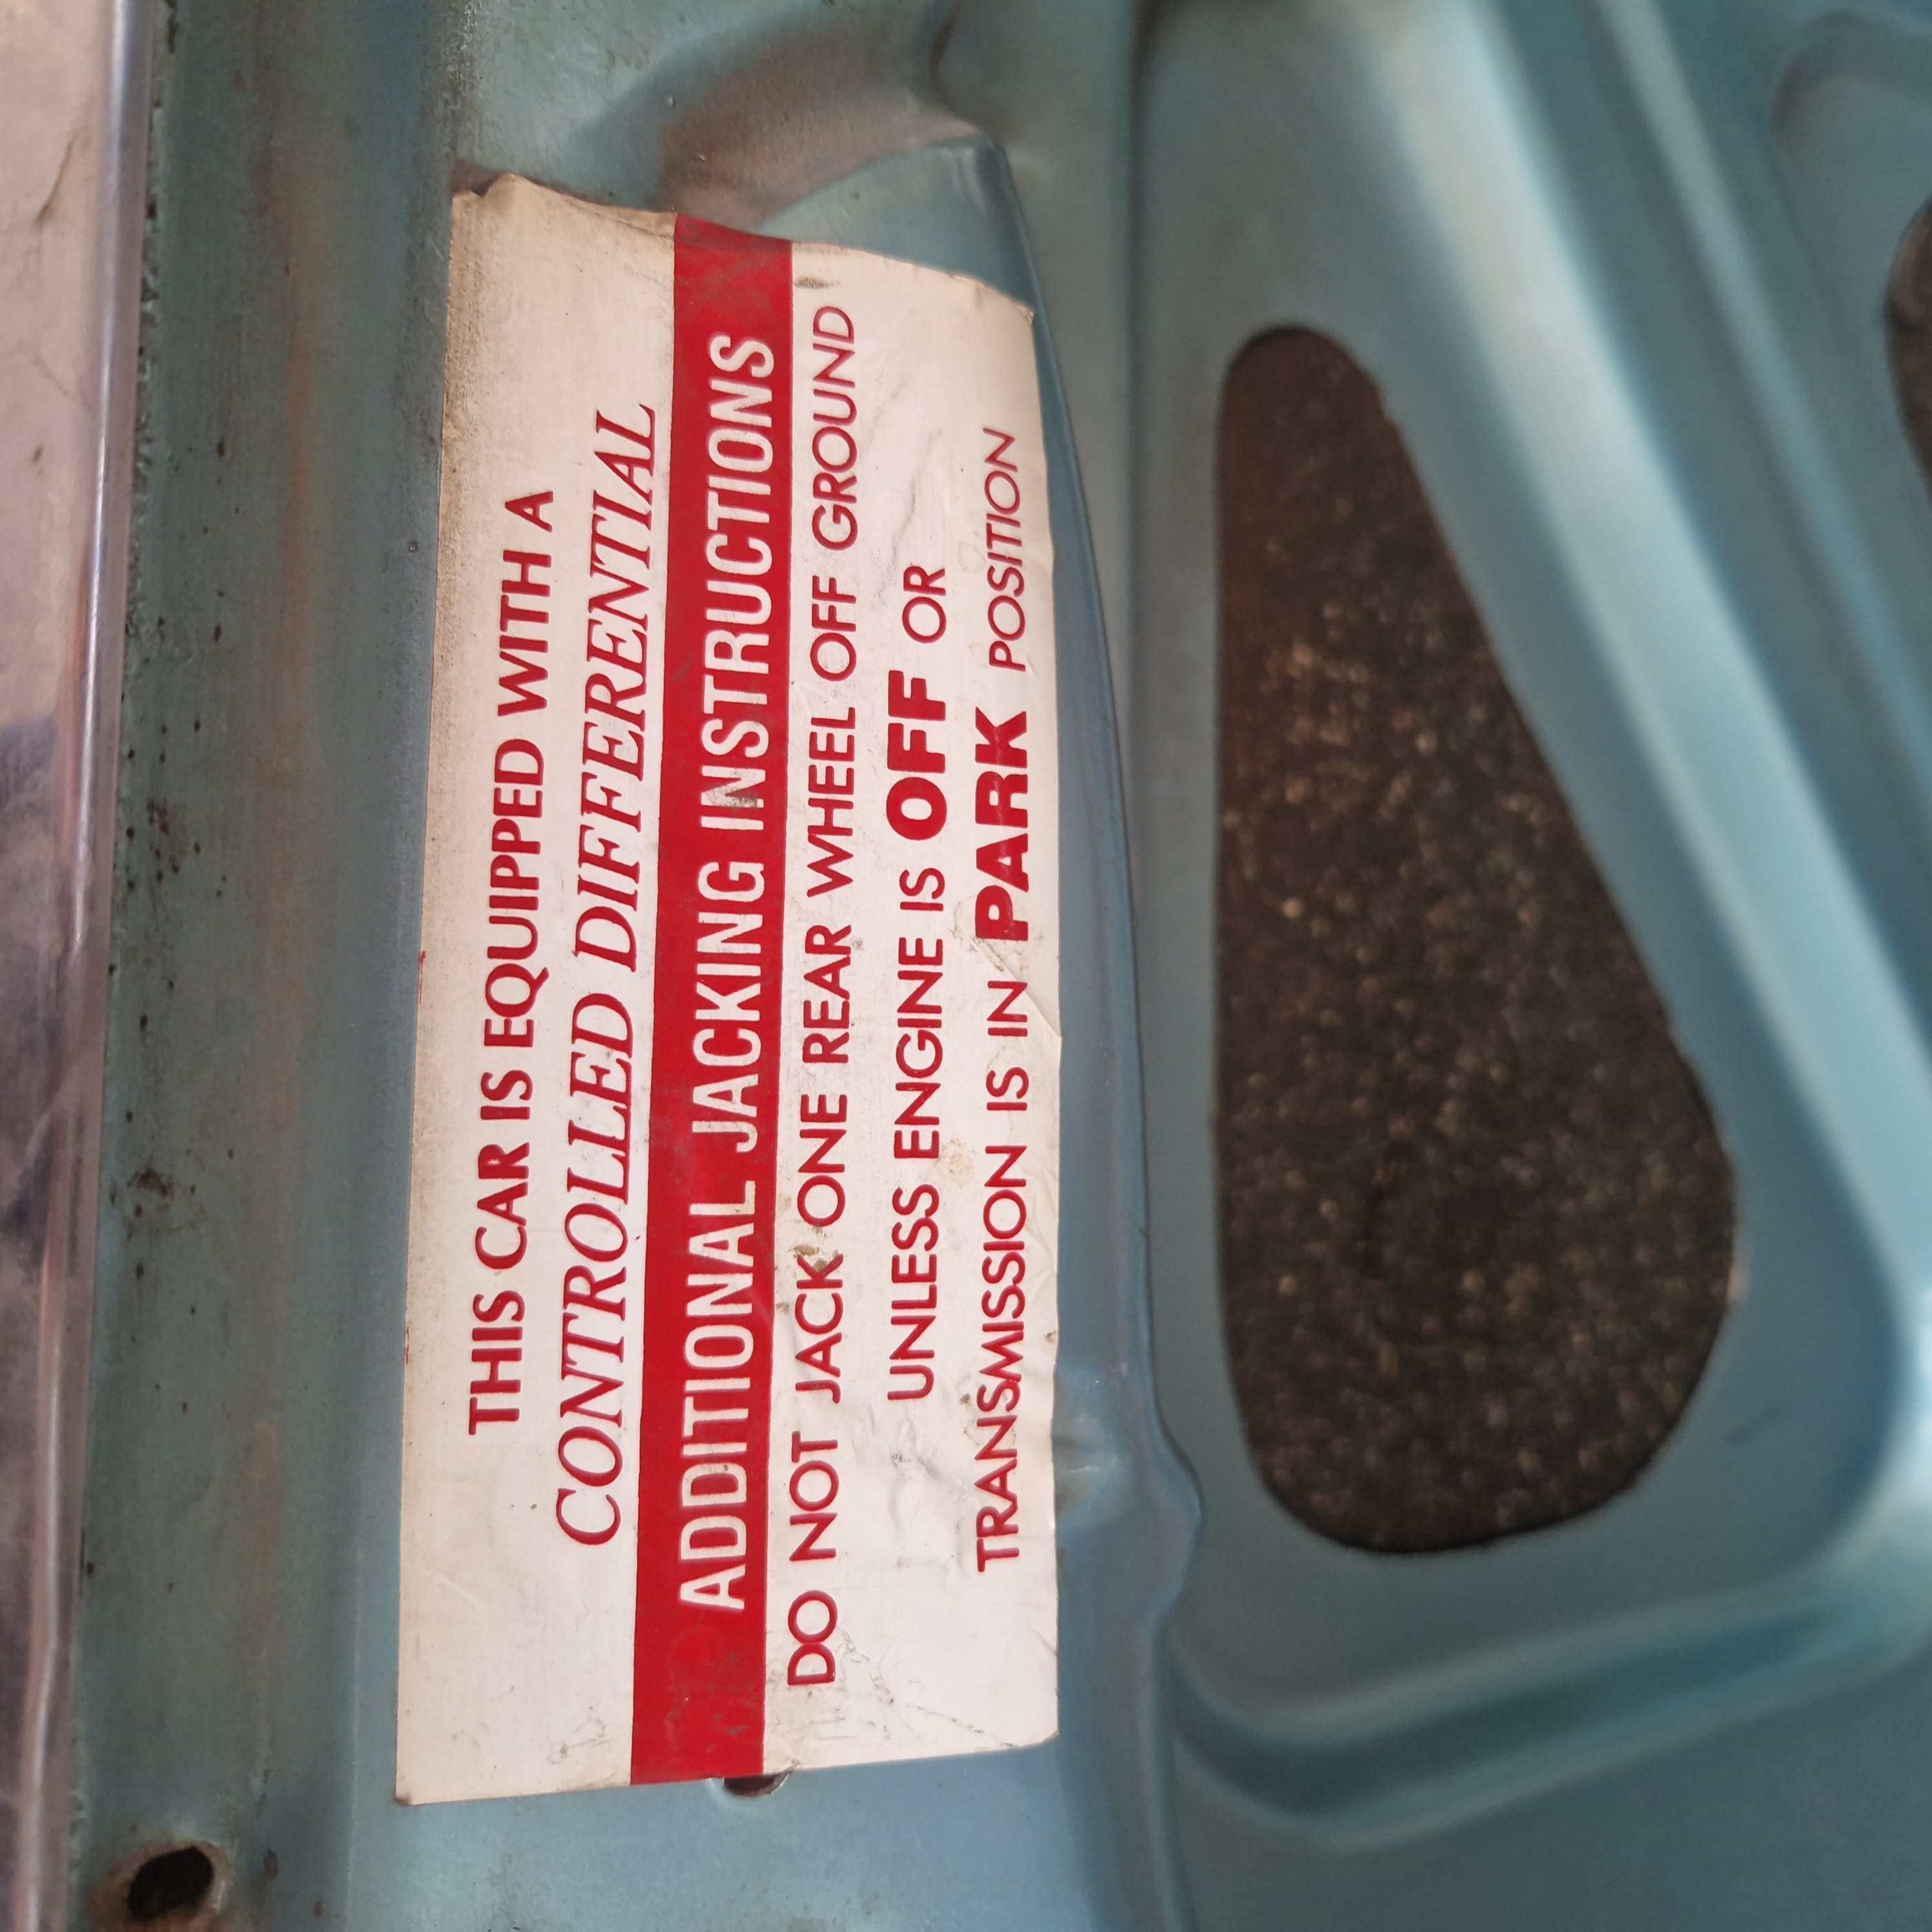 THIS CAR IS EQUIPPED WITH A
CONTROLLED DIFFERENTIAL
ADDITIONAL JACKING INSTRUCTIONS
DO NOT JACK ONE REAR WHEEL OFF GROUND
UNLESS ENGINE IS OFF OR
TRANSMISSION IS IN PARK POSITION